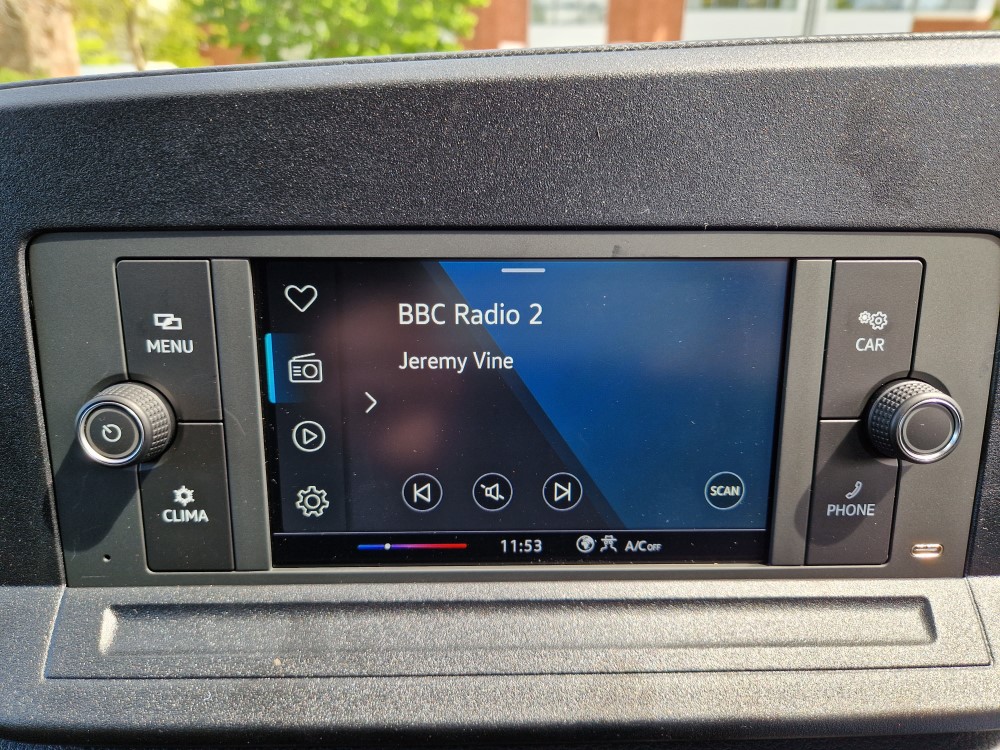 MENU
CLIMA
BBC Radio 2
Jeremy Vine
SCAN
11:53
A/C OFF
CAR
PHONE